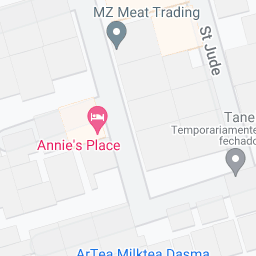 MZ Meat Trading
St Jude
Annie's Place
Tane
Temporariamente
fechado
ArTea Milktea Dasma